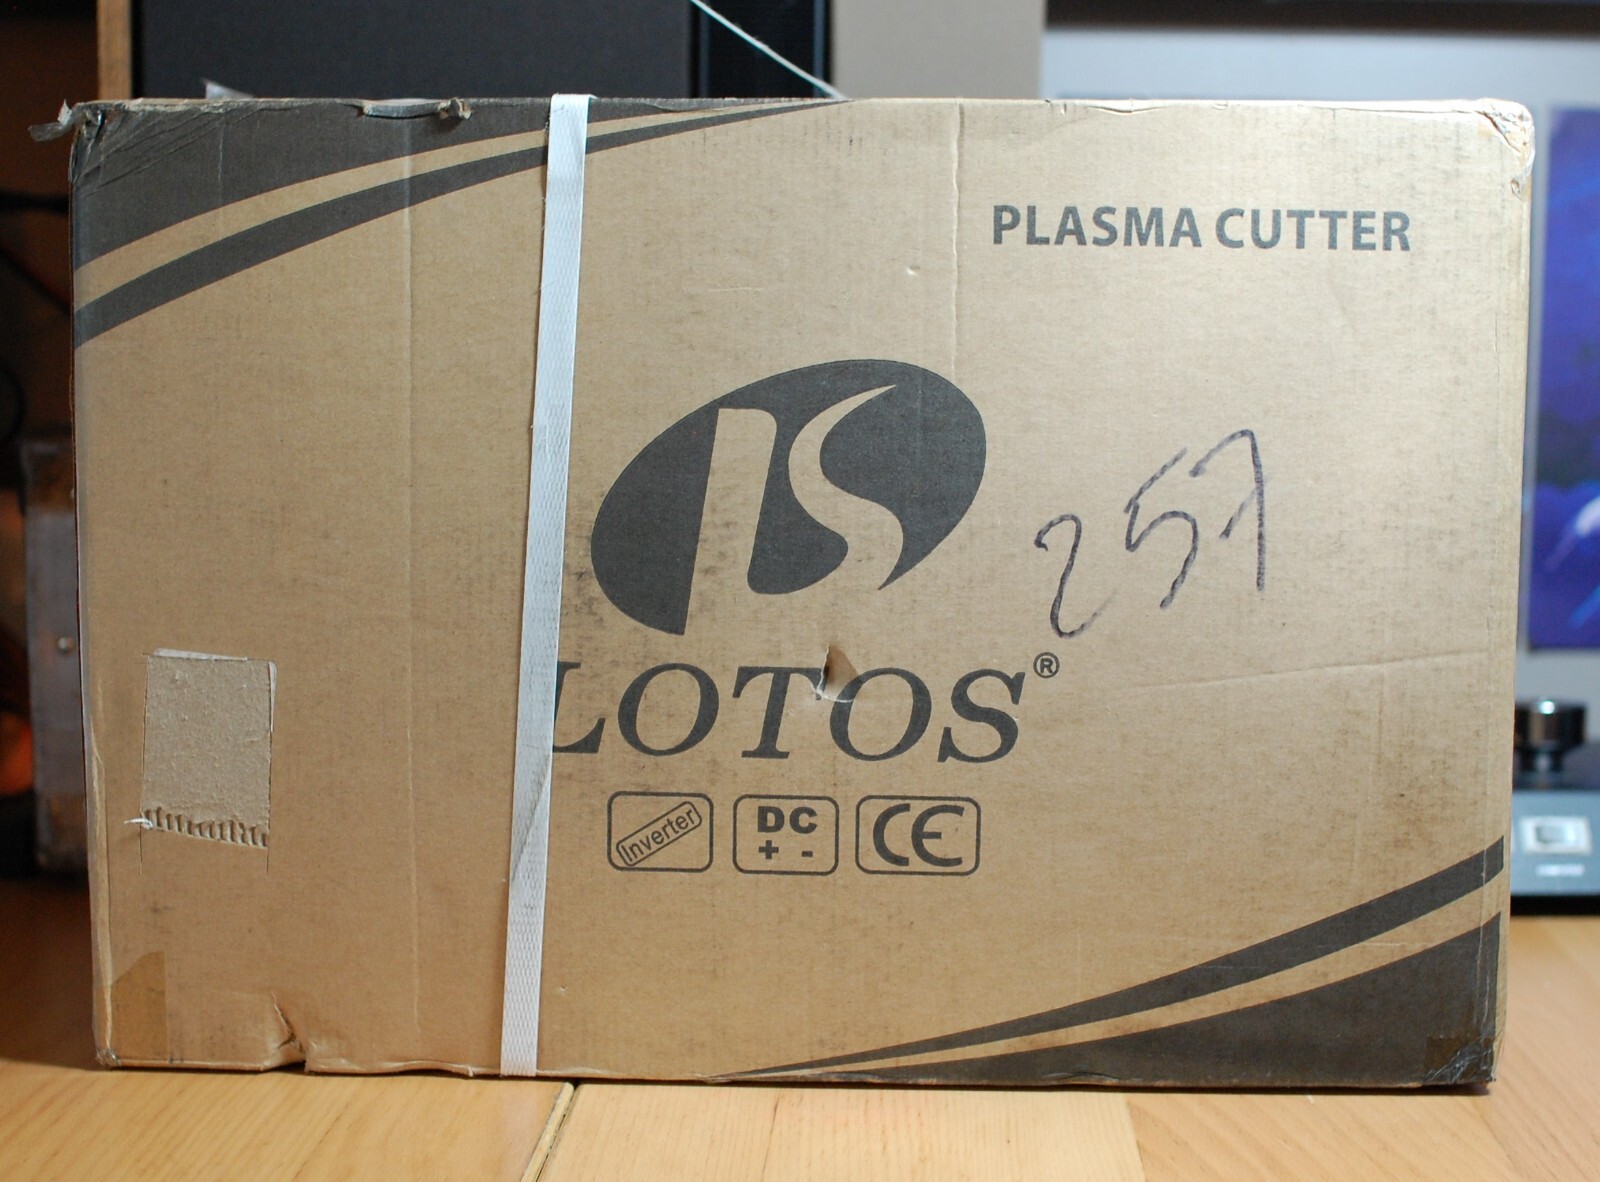 PLASMA CUTTER
257
LOTOS®
Inverter
DC
+ -
CE